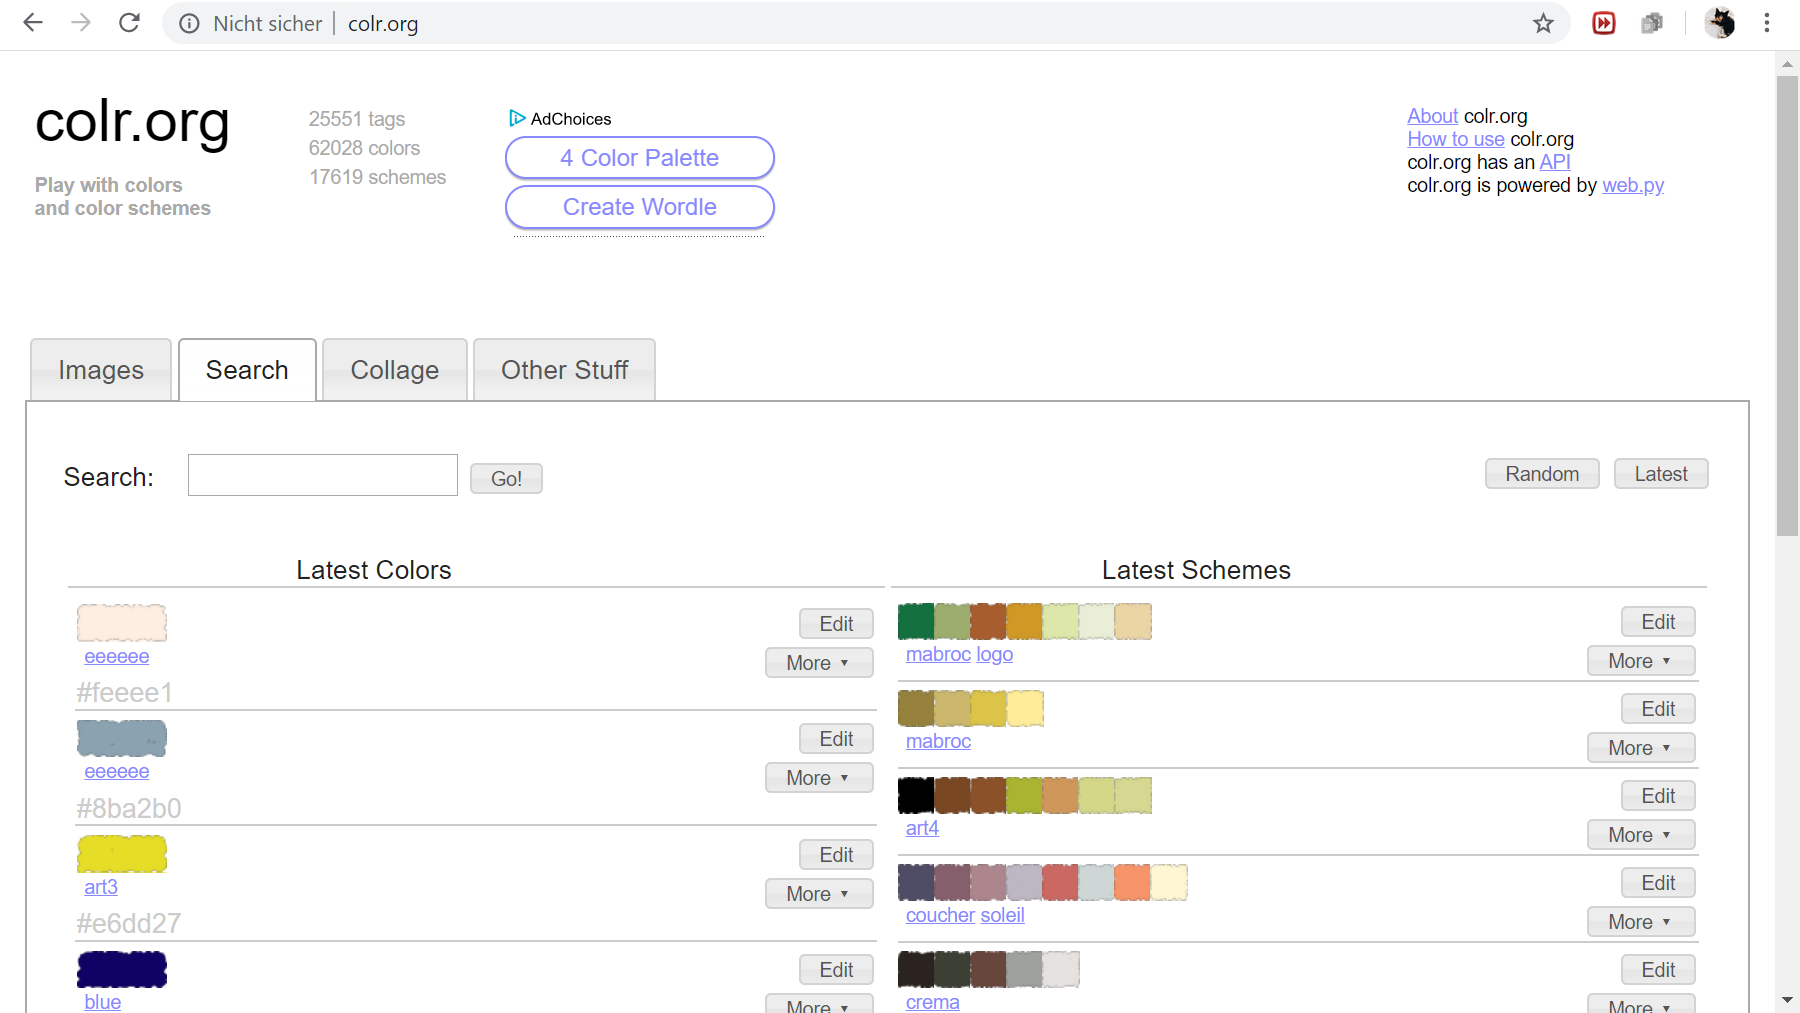 Nicht sicher | colr.org
colr.org
Play with colors
and color schemes
25551 tags
62028 colors
17619 schemes
AdChoices
4 Color Palette
Create Wordle
About colr.org
How to use colr.org
colr.org has an API
colr.org is powered by web.py
Images
Search
Collage
Other Stuff
Search:
Go!
Random
Latest
Latest Colors
Edit
eeeeee
More
#feeee1
Edit
eeeeee
More
#8ba2b0
Edit
art3
More
#e6dd27
Edit
blue
More
Latest Schemes
Edit
mabroc logo
More
Edit
mabroc
More
Edit
art4
More
Edit
coucher soleil
More
Edit
crema
More